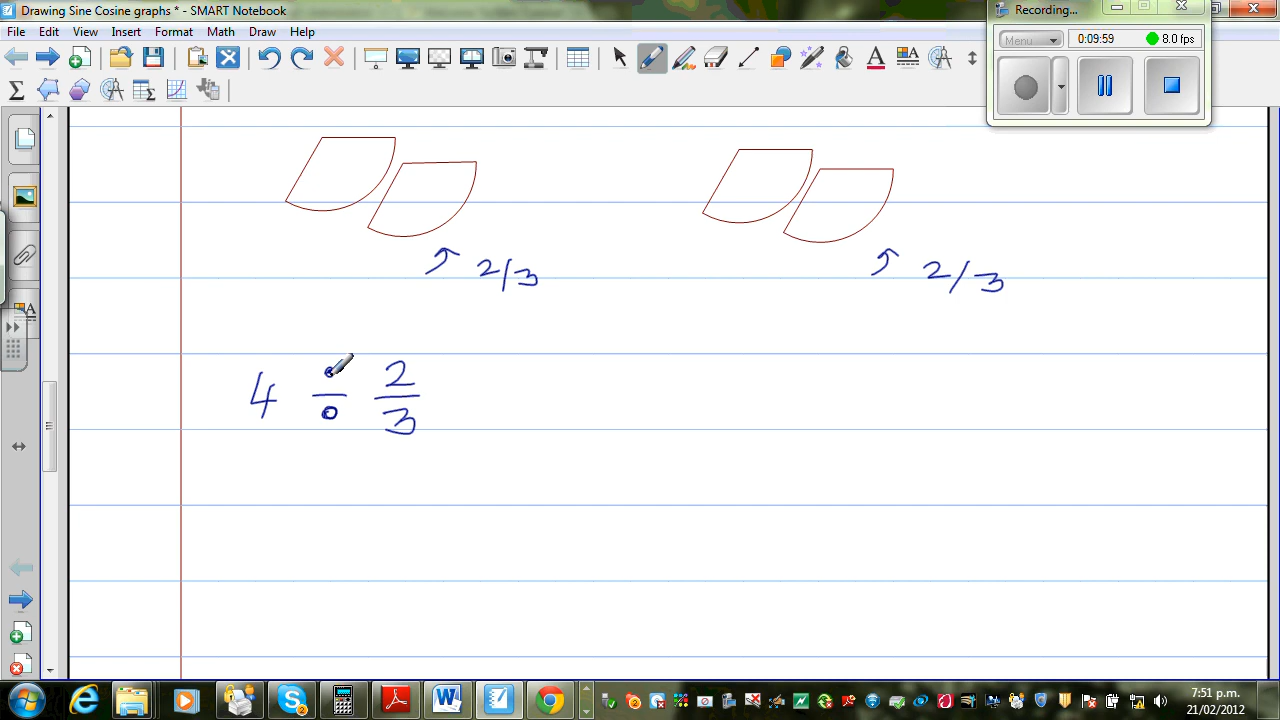 Drawing Sine Cosine graphs * - SMART Notebook
Recording...
File Edit View Insert Format Math Draw Help
Menu 0:09:59 8.0 fps
2/3 2/3
4 ÷ 2/3
7:51 p.m.
21/02/2012